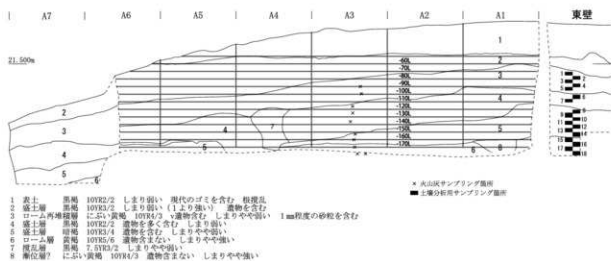 A7 A6 A5 A4 A3 A2 A1 東壁
21.500m
-60L
-70L
-80L
-90L
-100L
-110L
-120L
-130L
-140L
-150L
-160L
-170L
× 火山灰サンプリング箇所
土壌分析用サンプリング箇所
1 表土 黒褐 10YR2/2 しまり弱い 現代のゴミを含む 根撹乱
2 盛土層 黒褐 10YR3/2 しまり弱い(1より強い) 遺物を含む
3 ローム再堆積層 にぶい黄褐 10YR4/3 v遺物含む しまりやや弱い 1mm程度の砂粒を含む
4 盛土層 黒褐 10YR2/2 遺物を多く含む しまり弱い
5 盛土層 暗褐 10YR3/4 遺物を含む しまりやや弱い
6 ローム層 黄褐 10YR5/6 遺物含まない しまりやや強い
7 撹乱層 黒褐 7.5YR3/2 しまりやや弱い
8 漸位層? にぶい黄褐 10YR4/3 遺物含まない しまりやや強い